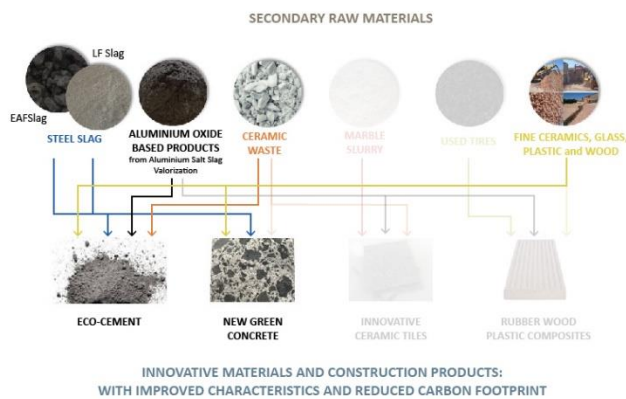 SECONDARY RAW MATERIALS
LF Slag
EAFSlag
STEEL SLAG
ALUMINIUM OXIDE
BASED PRODUCTS
from Aluminium Salt Slag
Valorization
CERAMIC
WASTE
MARBLE
SLURRY
USED TIRES
FINE CERAMICS, GLASS,
PLASTIC and WOOD
ECO-CEMENT
NEW GREEN
CONCRETE
INNOVATIVE
CERAMIC TILES
RUBBER WOOD
PLASTIC COMPOSITES
INNOVATIVE MATERIALS AND CONSTRUCTION PRODUCTS:
WITH IMPROVED CHARACTERISTICS AND REDUCED CARBON FOOTPRINT